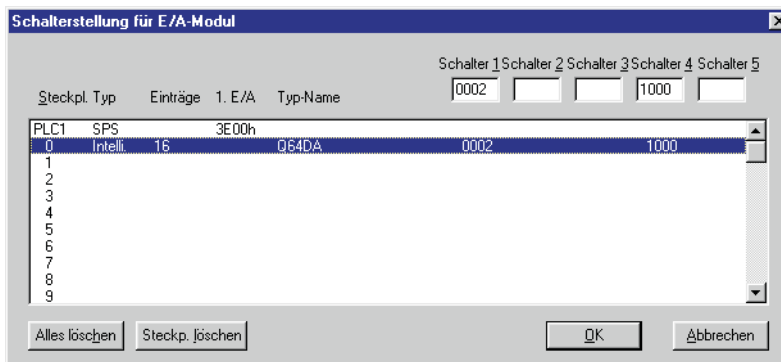 Schalterstellung für E/A-Modul
Schalter 1 Schalter 2 Schalter 3 Schalter 4 Schalter 5
0002 1000
Steckpl. Typ Einträge 1. E/A Typ-Name
PLC1 SPS 3E00h
0 Intelli. 16 Q64DA 0002 1000
1
2
3
4
5
6
7
8
9
Alles löschen Steckp. löschen OK Abbrechen